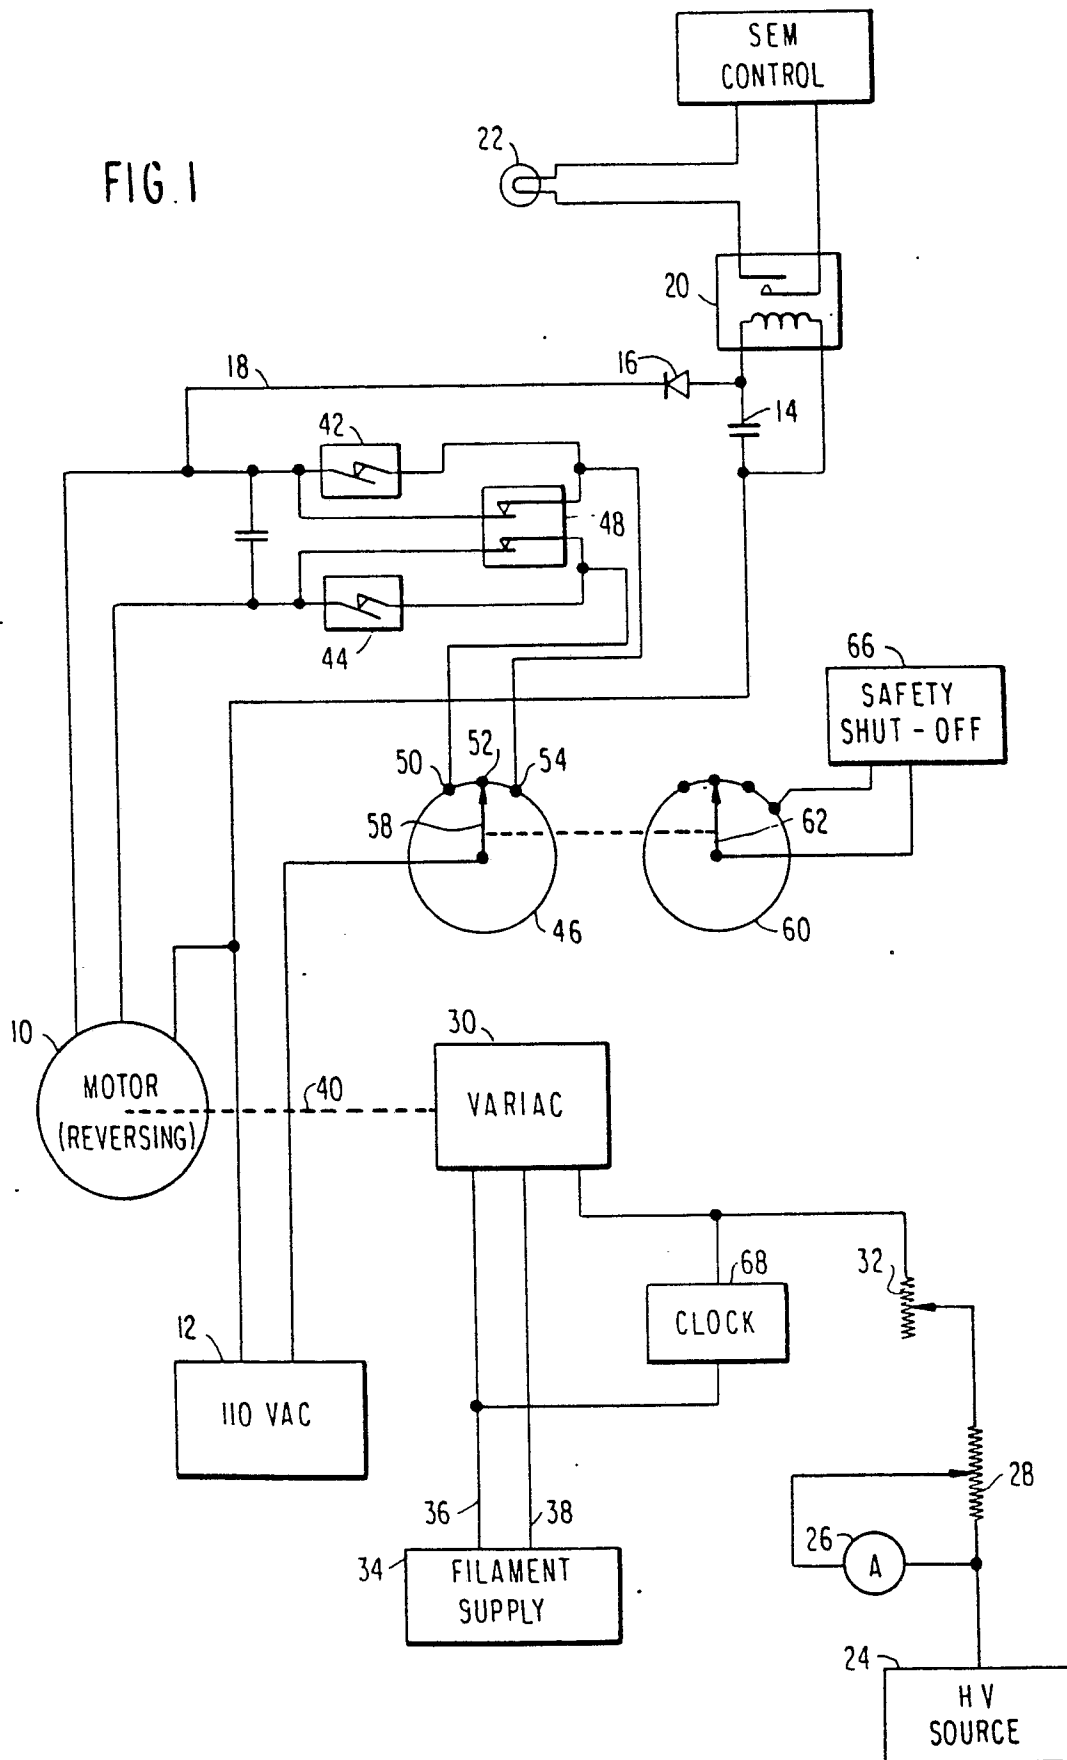 SEM
CONTROL
FIG. 1
22
20
18
16
14
42
48
44
66
SAFETY
SHUT-OFF
50
52
54
58
62
46
60
10
MOTOR
(REVERSING)
40
30
VARIAC
32
68
CLOCK
12
110 VAC
28
36
38
26
A
34
FILAMENT
SUPPLY
24
HV
SOURCE